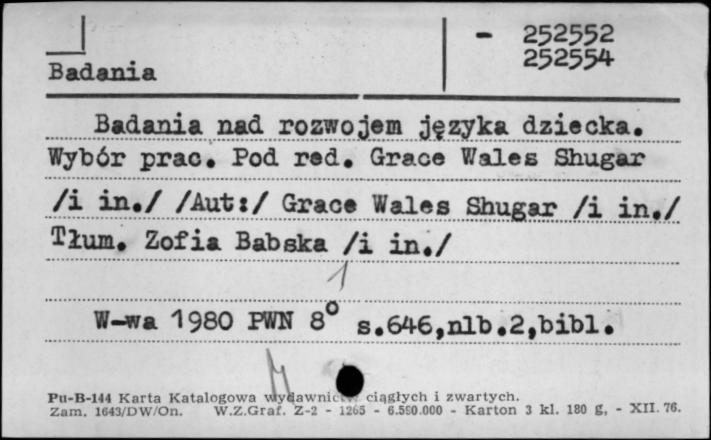 - 252552
252554
Badania
Badania nad rozwojem języka dziecka.
Wybór prac. Pod red. Grace Wales Shugar
/i in./ /Aut:/ Grace Wales Shugar /i in./
Tłum. Zofia Babska /i in./
W-wa 1980 PWN 8° s.646,nlb.2,bibl.
Pu-B-144 Karta Katalogowa wydawnictw ciągłych i zwartych.
Zam. 1643/DW/On. W.Z.Graf. Z-2 - 1265 - 6.590.000 - Karton 3 kl. 180 g, - XII. 76.